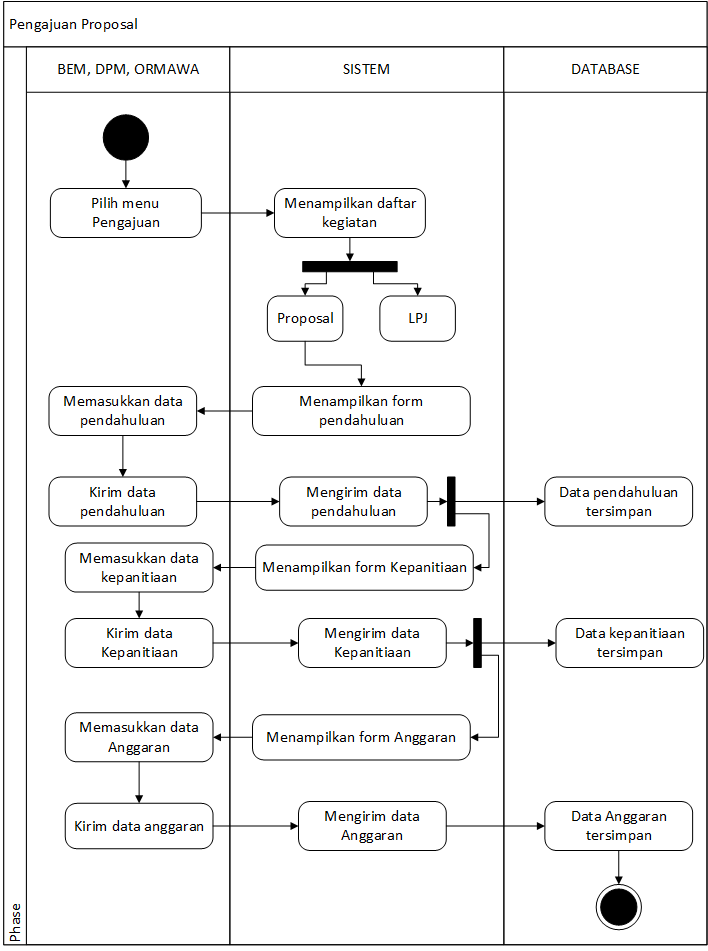 Pengajuan Proposal
BEM, DPM, ORMAWA
SISTEM
DATABASE
Pilih menu
Pengajuan
Menampilkan daftar
kegiatan
Proposal
LPJ
Menampilkan form
pendahuluan
Memasukkan data
pendahuluan
Kirim data
pendahuluan
Mengirim data
pendahuluan
Data pendahuluan
tersimpan
Menampilkan form Kepanitiaan
Memasukkan data
kepanitiaan
Kirim data
Kepanitiaan
Mengirim data
Kepanitiaan
Data kepanitiaan
tersimpan
Menampilkan form Anggaran
Memasukkan data
Anggaran
Kirim data anggaran
Mengirim data
Anggaran
Data Anggaran
tersimpan
Phase